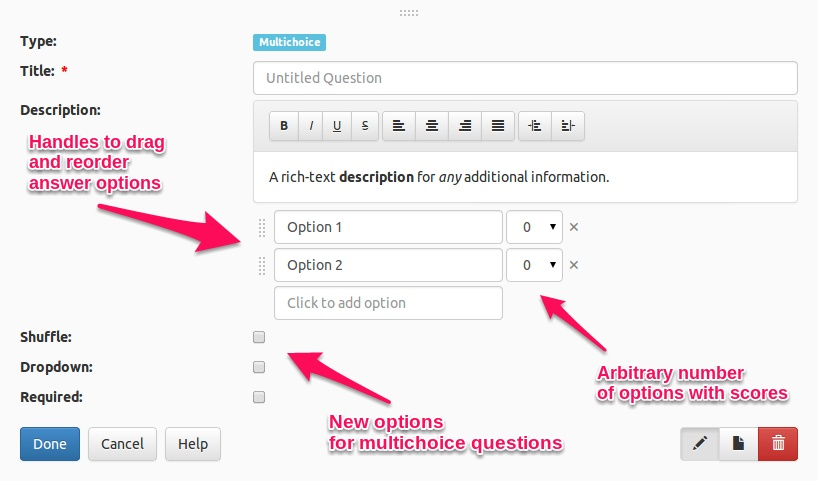 Type:
Multichoice
Title: *
Untitled Question
Description:
B I U S
Handles to drag
and reorder
answer options
A rich-text description for any additional information.
Option 1
0
×
Option 2
0
×
Click to add option
Shuffle:
Dropdown:
Required:
Arbitrary number
of options with scores
New options
for multichoice questions
Done
Cancel
Help